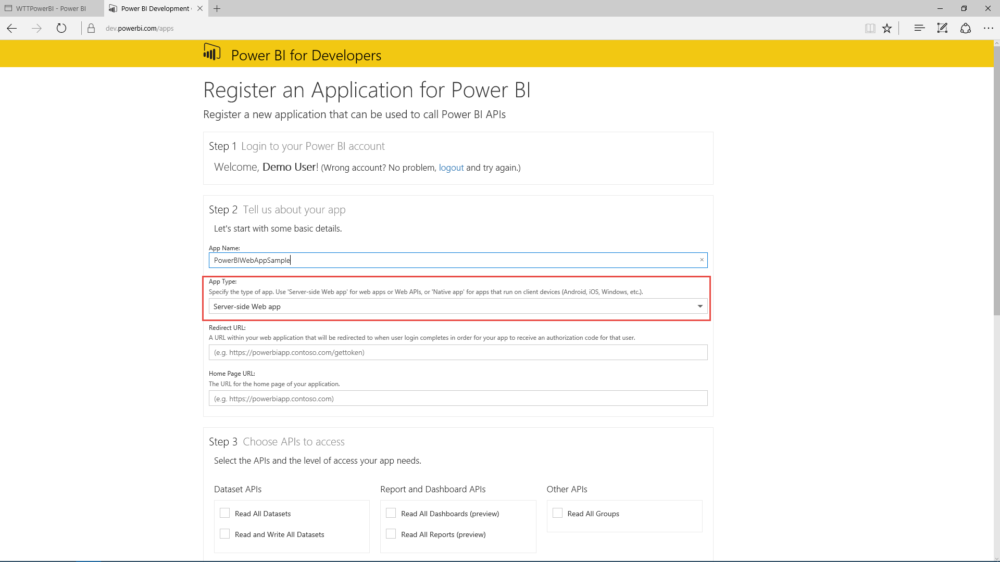 WTTPowerBI - Power BI
Power BI Development
dev.powerbi.com/apps
Power BI for Developers
Register an Application for Power BI
Register a new application that can be used to call Power BI APIs
Step 1 Login to your Power BI account
Welcome, Demo User! (Wrong account? No problem, logout and try again.)
Step 2 Tell us about your app
Let's start with some basic details.
App Name:
PowerBIWebAppSample
App Type:
Specify the type of app. Use 'Server-side Web app' for web apps or Web APIs, or 'Native app' for apps that run on client devices (Android, iOS, Windows, etc.).
Server-side Web app
Redirect URL:
A URL within your web application that will be redirected to when user login completes in order for your app to receive an authorization code for that user.
(e.g. https://powerbiapp.contoso.com/gettoken)
Home Page URL:
The URL for the home page of your application.
(e.g. https://powerbiapp.contoso.com)
Step 3 Choose APIs to access
Select the APIs and the level of access your app needs.
Dataset APIs Report and Dashboard APIs Other APIs
Read All Datasets Read All Dashboards (preview) Read All Groups
Read and Write All Datasets Read All Reports (preview)